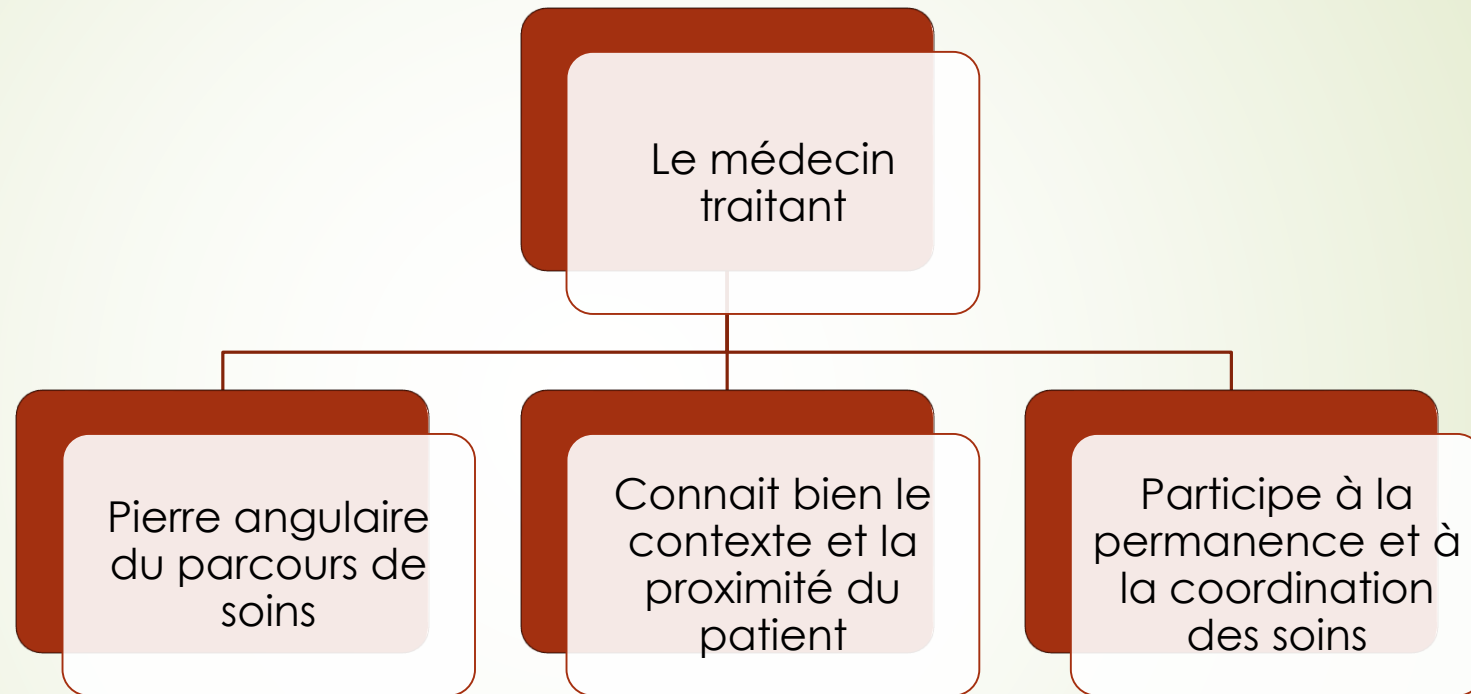 Le médecin
traitant
Pierre angulaire
du parcours de
soins
Connait bien le
contexte et la
proximité du
patient
Participe à la
permanence et à
la coordination
des soins